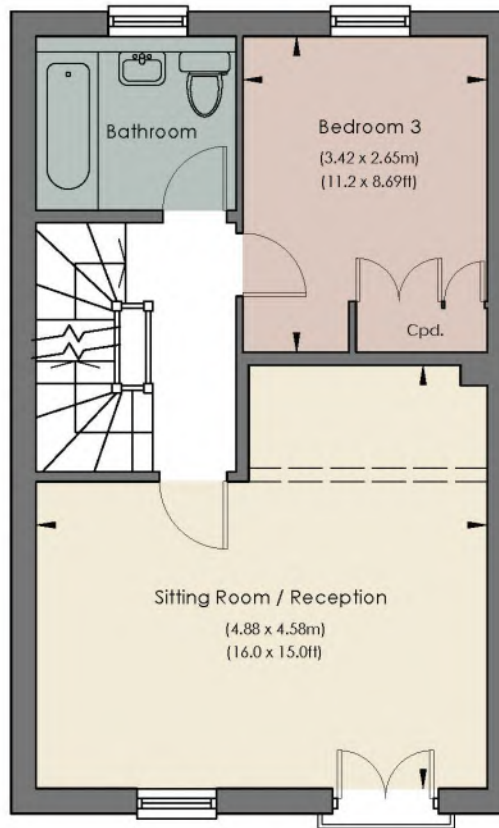 Bathroom
Bedroom 3
(3.42 x 2.65m)
(11.2 x 8.69ft)
Cpd.
Sitting Room / Reception
(4.88 x 4.58m)
(16.0 x 15.0ft)